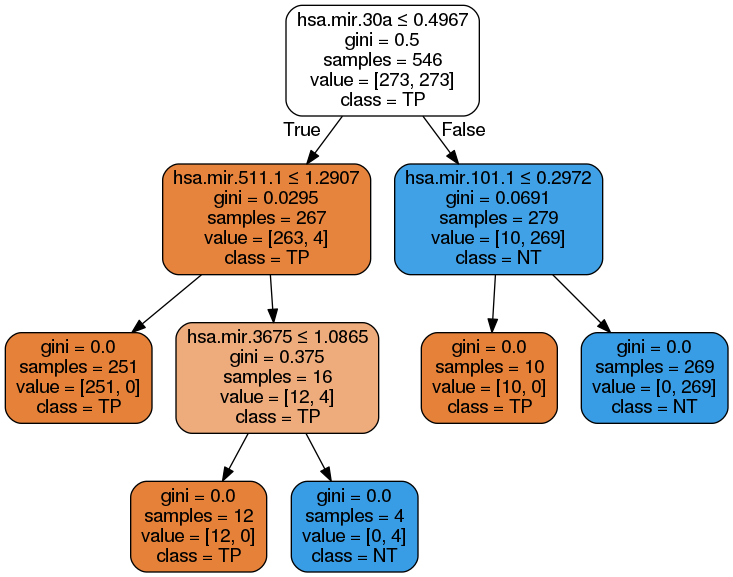 hsa.mir.30a ≤ 0.4967
gini = 0.5
samples = 546
value = [273, 273]
class = TP
True
False
hsa.mir.511.1 ≤ 1.2907
gini = 0.0295
samples = 267
value = [263, 4]
class = TP
hsa.mir.101.1 ≤ 0.2972
gini = 0.0691
samples = 279
value = [10, 269]
class = NT
gini = 0.0
samples = 251
value = [251, 0]
class = TP
hsa.mir.3675 ≤ 1.0865
gini = 0.375
samples = 16
value = [12, 4]
class = TP
gini = 0.0
samples = 10
value = [10, 0]
class = TP
gini = 0.0
samples = 269
value = [0, 269]
class = NT
gini = 0.0
samples = 12
value = [12, 0]
class = TP
gini = 0.0
samples = 4
value = [0, 4]
class = NT